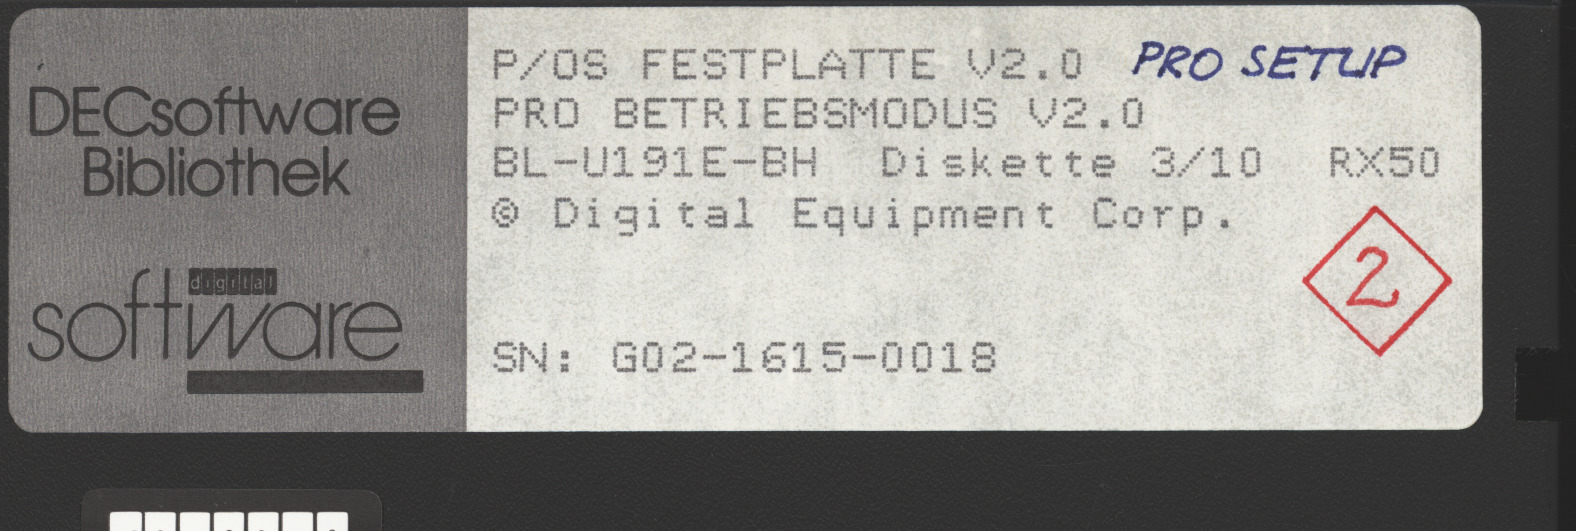 DECsoftware
Bibliothek
digital
software
P/OS FESTPLATTE V2.0 PRO SETUP
PRO BETRIEBSMODUS V2.0
BL-U191E-BH Diskette 3/10 RX50
© Digital Equipment Corp.
2
SN: G02-1615-0018